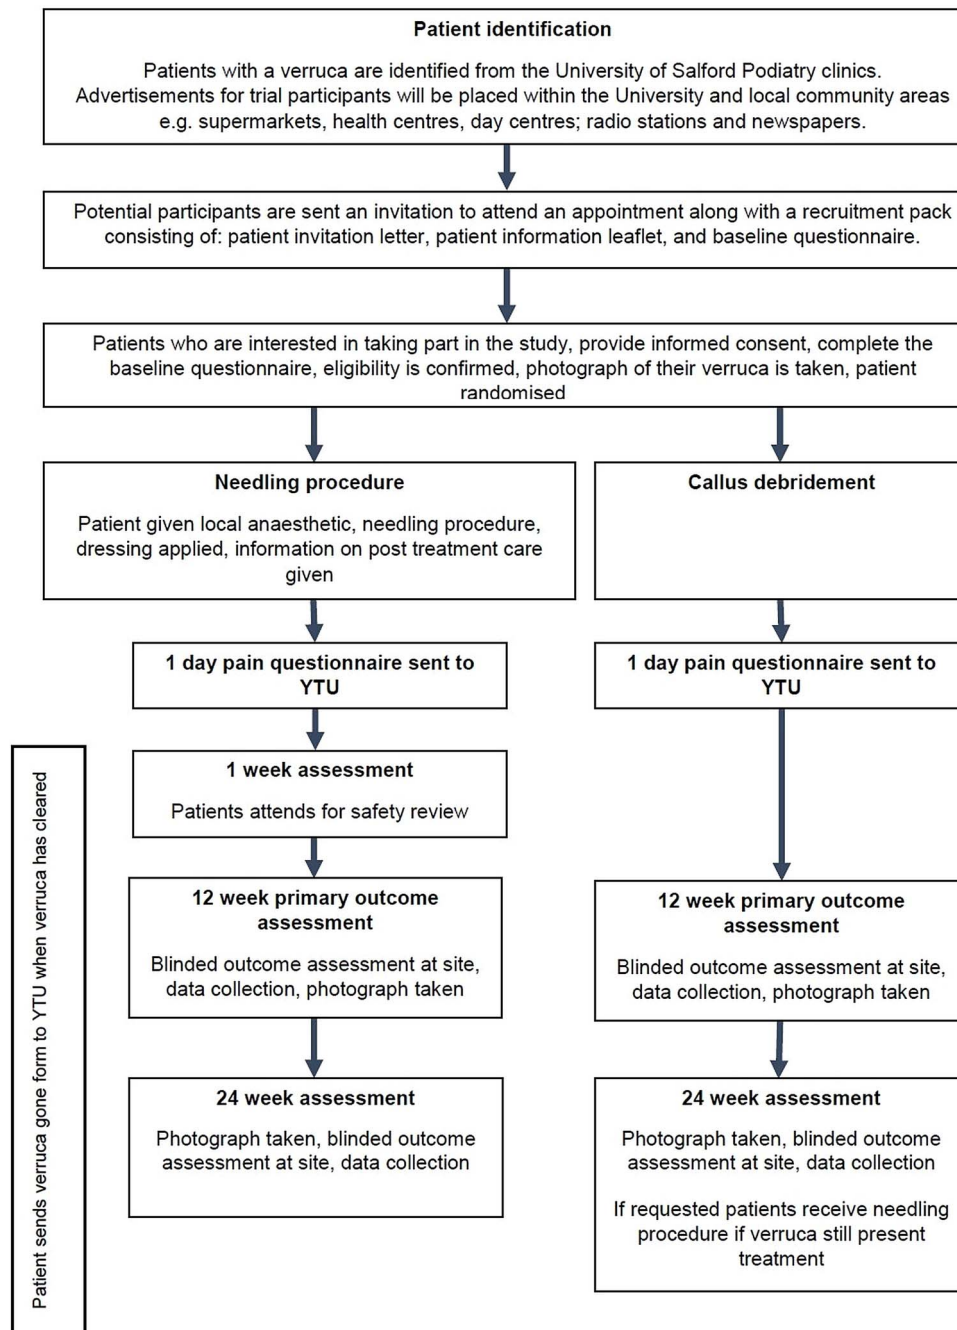 Patient identification
Patients with a verruca are identified from the University of Salford Podiatry clinics.
Advertisements for trial participants will be placed within the University and local community areas
e.g. supermarkets, health centres, day centres; radio stations and newspapers.
Potential participants are sent an invitation to attend an appointment along with a recruitment pack
consisting of: patient invitation letter, patient information leaflet, and baseline questionnaire.
Patients who are interested in taking part in the study, provide informed consent, complete the
baseline questionnaire, eligibility is confirmed, photograph of their verruca is taken, patient
randomised
Needling procedure
Patient given local anaesthetic, needling procedure,
dressing applied, information on post treatment care
given
Callus debridement
1 day pain questionnaire sent to
YTU
1 day pain questionnaire sent to
YTU
1 week assessment
Patients attends for safety review
12 week primary outcome
assessment
Blinded outcome assessment at site,
data collection, photograph taken
12 week primary outcome
assessment
Blinded outcome assessment at site,
data collection, photograph taken
24 week assessment
Photograph taken, blinded outcome
assessment at site, data collection
24 week assessment
Photograph taken, blinded outcome
assessment at site, data collection
If requested patients receive needling
procedure if verruca still present
treatment
Patient sends verruca gone form to YTU when verruca has cleared